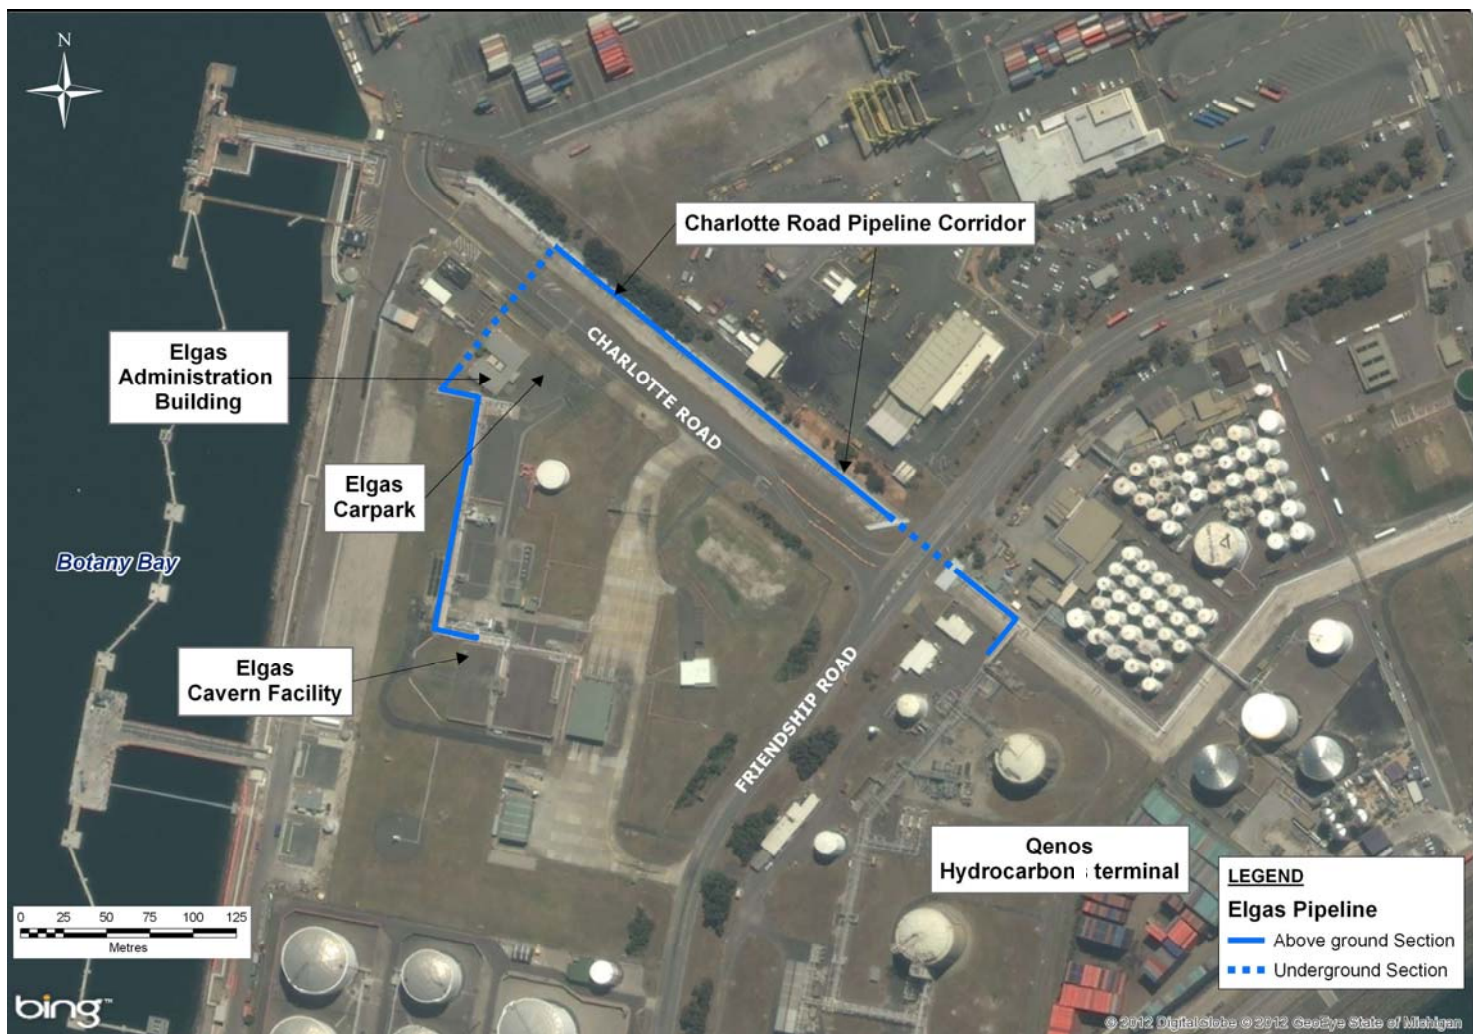 N
Charlotte Road Pipeline Corridor
Elgas
Administration
Building
CHARLOTTE ROAD
Elgas
Carpark
Botany Bay
Elgas
Cavern Facility
FRIENDSHIP ROAD
Qenos
Hydrocarbon s terminal
LEGEND
Elgas Pipeline
Above ground Section
Underground Section
0 25 50 75 100 125
Metres
bing™
© 2012 DigitalGlobe © 2012 GeoEye State of Michigan